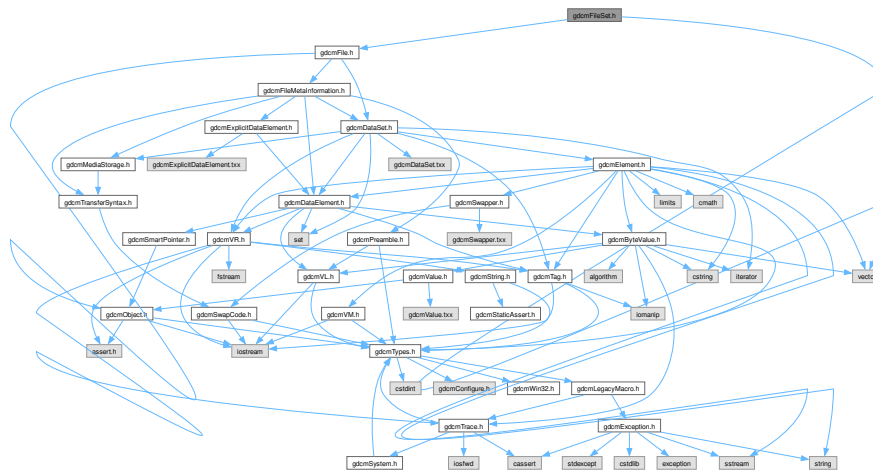 gdcmFileSet.h
gdcmFile.h
gdcmFileMetaInformation.h
gdcmExplicitDataElement.h
gdcmDataSet.h
gdcmMediaStorage.h
gdcmExplicitDataElement.txx
gdcmDataSet.txx
gdcmElement.h
gdcmTransferSyntax.h
gdcmDataElement.h
gdcmSwapper.h
limits
cmath
gdcmSmartPointer.h
gdcmVR.h
set
gdcmPreamble.h
gdcmSwapper.txx
gdcmByteValue.h
fstream
gdcmVL.h
gdcmValue.h
gdcmString.h
gdcmTag.h
algorithm
cstring
iterator
gdcmObject.h
gdcmSwapCode.h
gdcmVM.h
gdcmValue.txx
gdcmStaticAssert.h
iomanip
assert.h
iostream
gdcmTypes.h
cstdint
gdcmConfigure.h
gdcmWin32.h
gdcmLegacyMacro.h
gdcmTrace.h
gdcmException.h
gdcmSystem.h
iosfwd
cassert
stdexcept
cstdlib
exception
sstream
string